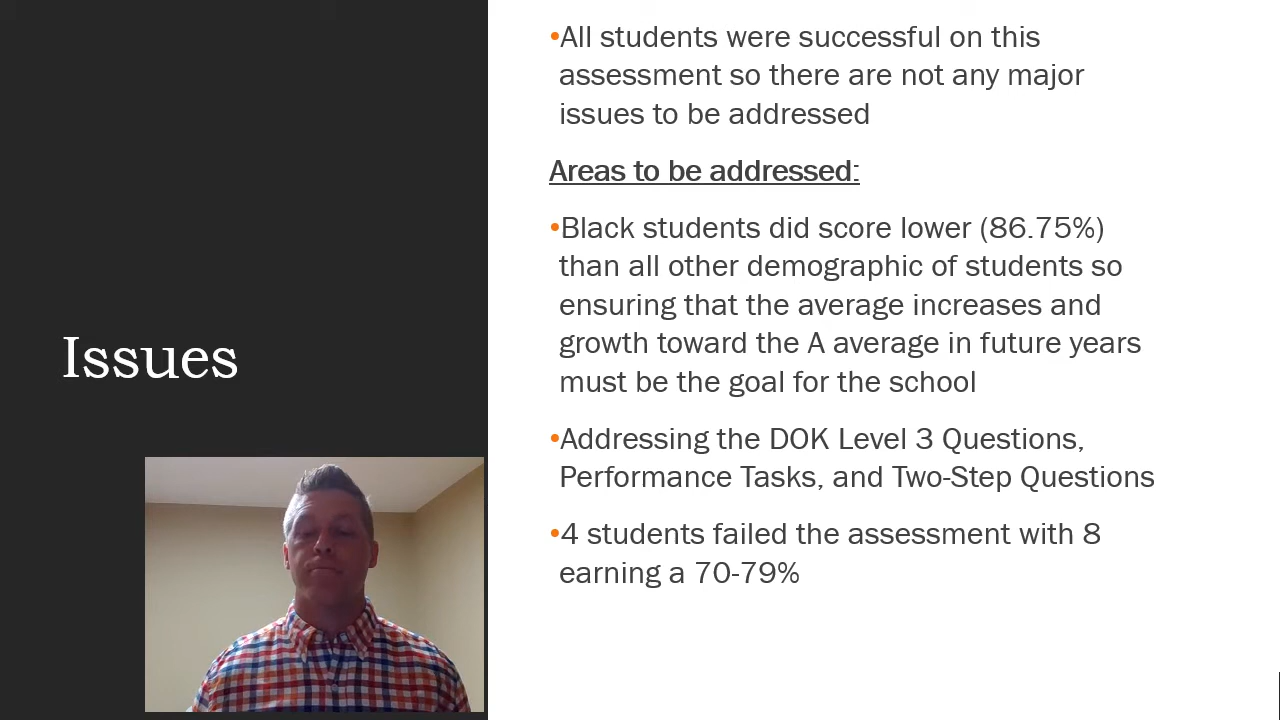 •All students were successful on this
assessment so there are not any major
issues to be addressed
Areas to be addressed:
•Black students did score lower (86.75%)
than all other demographic of students so
ensuring that the average increases and
growth toward the A average in future years
must be the goal for the school
•Addressing the DOK Level 3 Questions,
Performance Tasks, and Two-Step Questions
•4 students failed the assessment with 8
earning a 70-79%
Issues